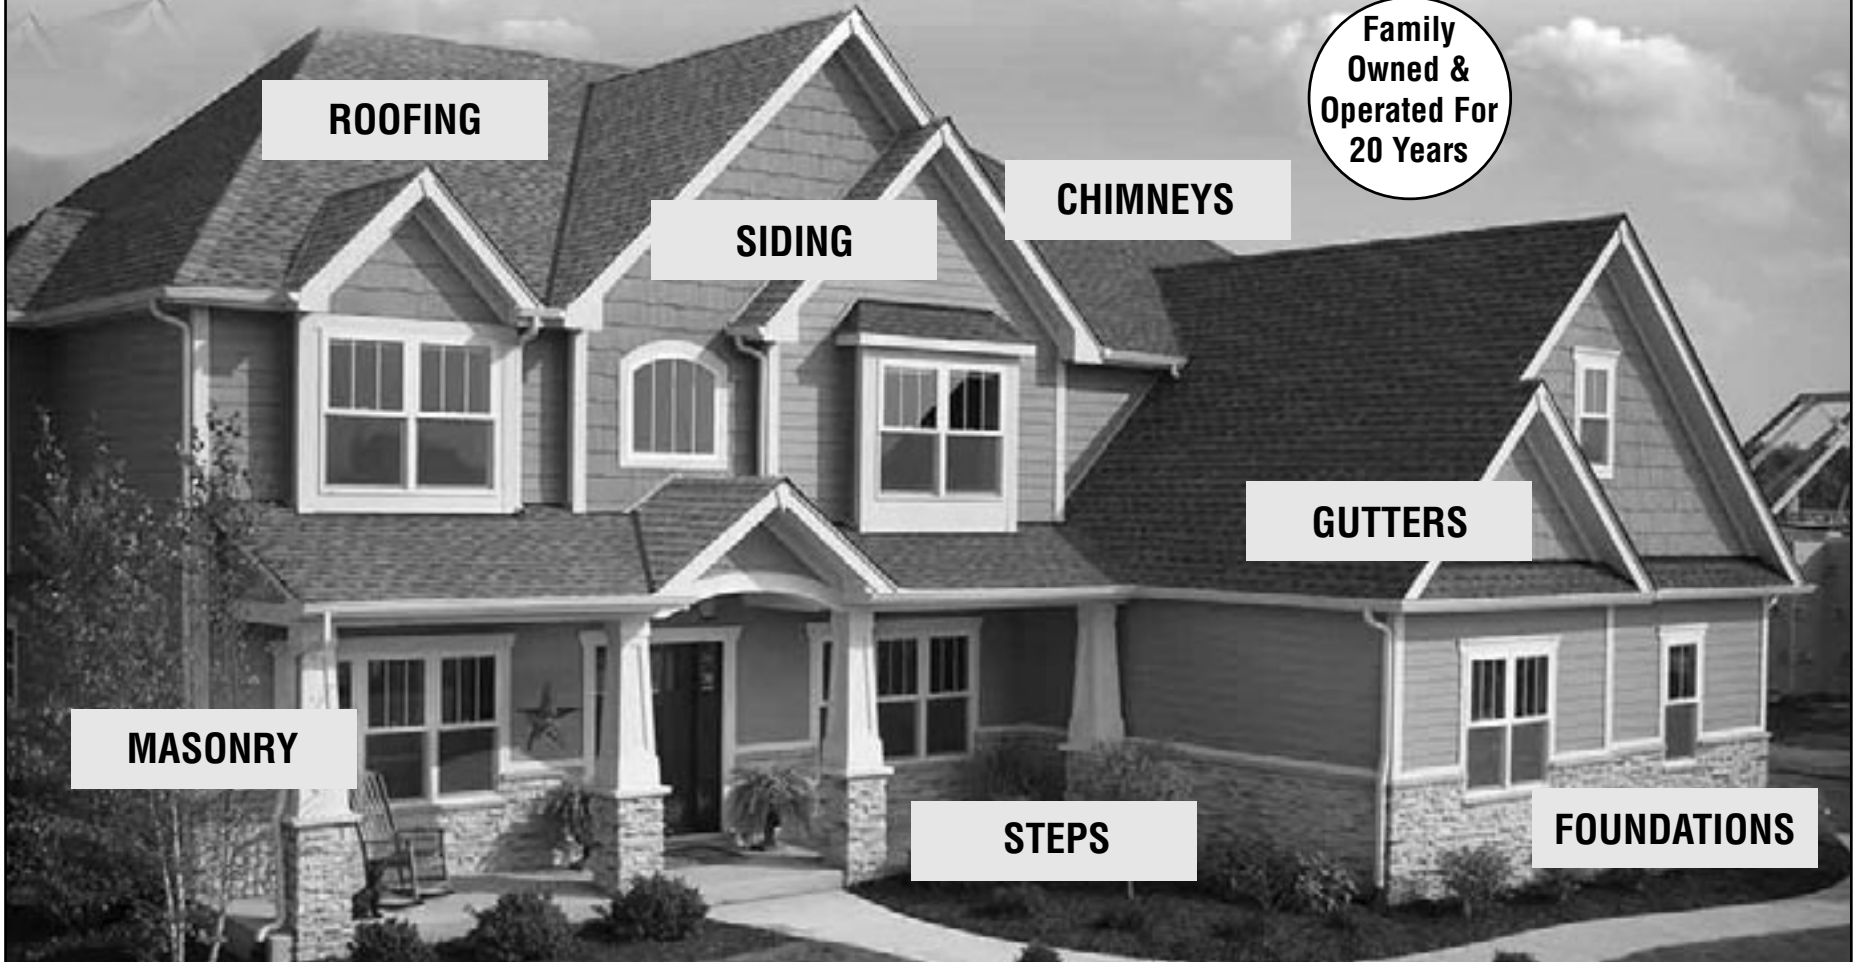 Family
Owned &
Operated For
20 Years
ROOFING
CHIMNEYS
SIDING
GUTTERS
MASONRY
STEPS
FOUNDATIONS